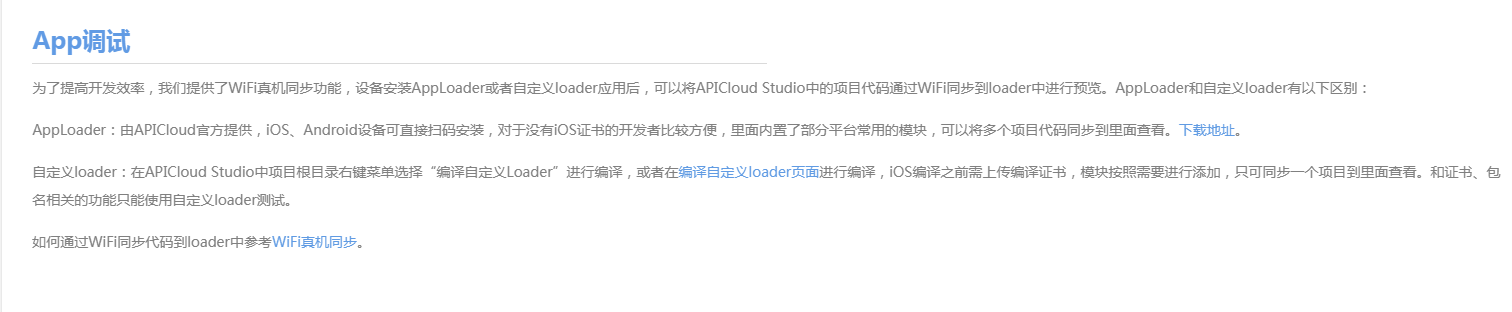 App调试
为了提高开发效率，我们提供了WiFi真机同步功能，设备安装AppLoader或者自定义loader应用后，可以将APICloud Studio中的项目代码通过WiFi同步到loader中进行预览。AppLoader和自定义loader有以下区别：
AppLoader：由APICloud官方提供，iOS、Android设备可直接扫码安装，对于没有iOS证书的开发者比较方便，里面内置了部分平台常用的模块，可以将多个项目代码同步到里面查看。下载地址。
自定义loader：在APICloud Studio中项目根目录右键菜单选择“编译自定义Loader”进行编译，或者在编译自定义loader页面进行编译，iOS编译之前需上传编译证书，模块按照需要进行添加，只可同步一个项目到里面查看。和证书、包
名相关的功能只能使用自定义loader测试。
如何通过WiFi同步代码到loader中参考WiFi真机同步。